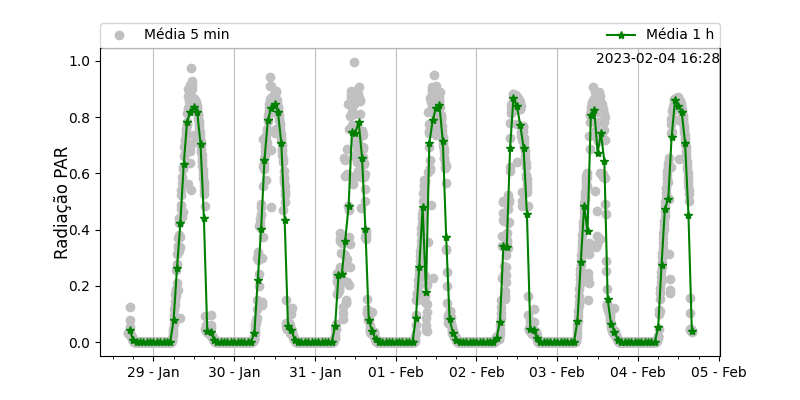 Média 5 min
Média 1 h
2023-02-04 16:28
Radiação PAR
1.0
0.8
0.6
0.4
0.2
0.0
29 - Jan
30 - Jan
31 - Jan
01 - Feb
02 - Feb
03 - Feb
04 - Feb
05 - Feb